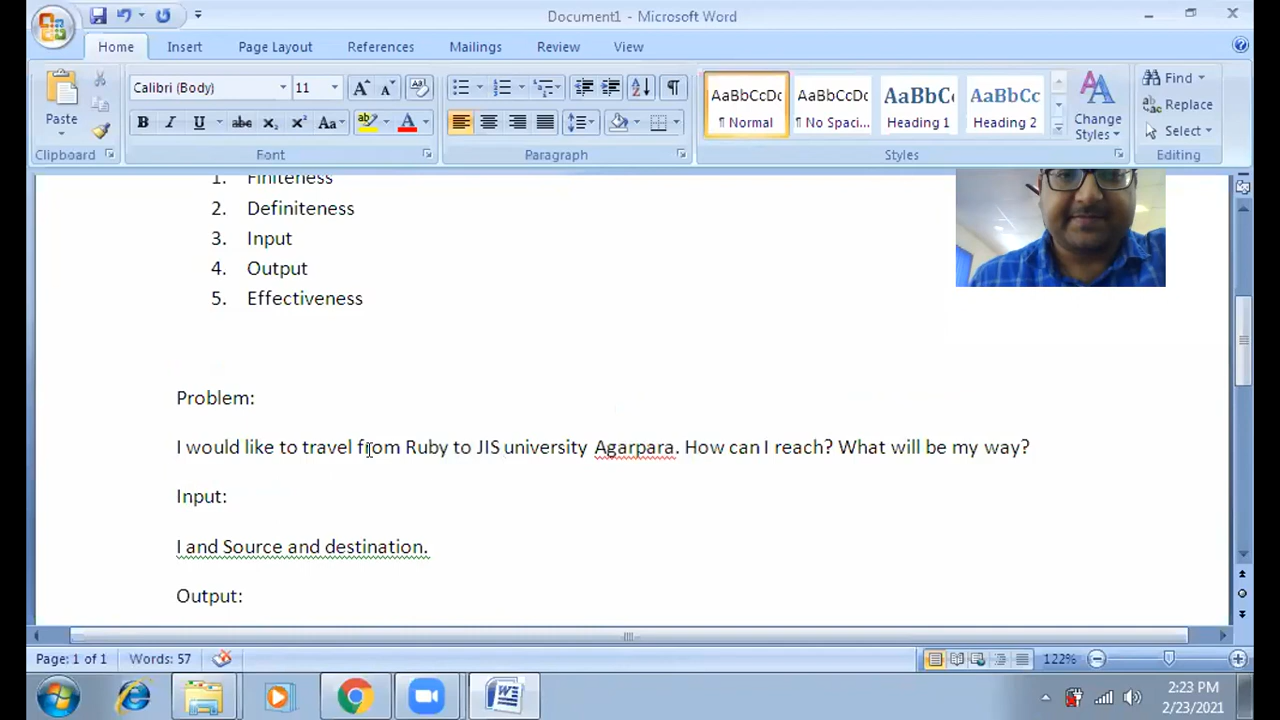 Document1 - Microsoft Word
Home Insert Page Layout References Mailings Review View
Calibri (Body) 11
AaBbCcDc AaBbCcDc AaBbC AaBbCc
Find
Replace
Select
Paste
¶ Normal ¶ No Spaci... Heading 1 Heading 2
Change
Styles
Clipboard Font Paragraph Styles Editing
1. Finiteness
2. Definiteness
3. Input
4. Output
5. Effectiveness
Problem:
I would like to travel from Ruby to JIS university Agarpara. How can I reach? What will be my way?
Input:
I and Source and destination.
Output:
Page: 1 of 1 Words: 57 122%
2:23 PM
2/23/2021